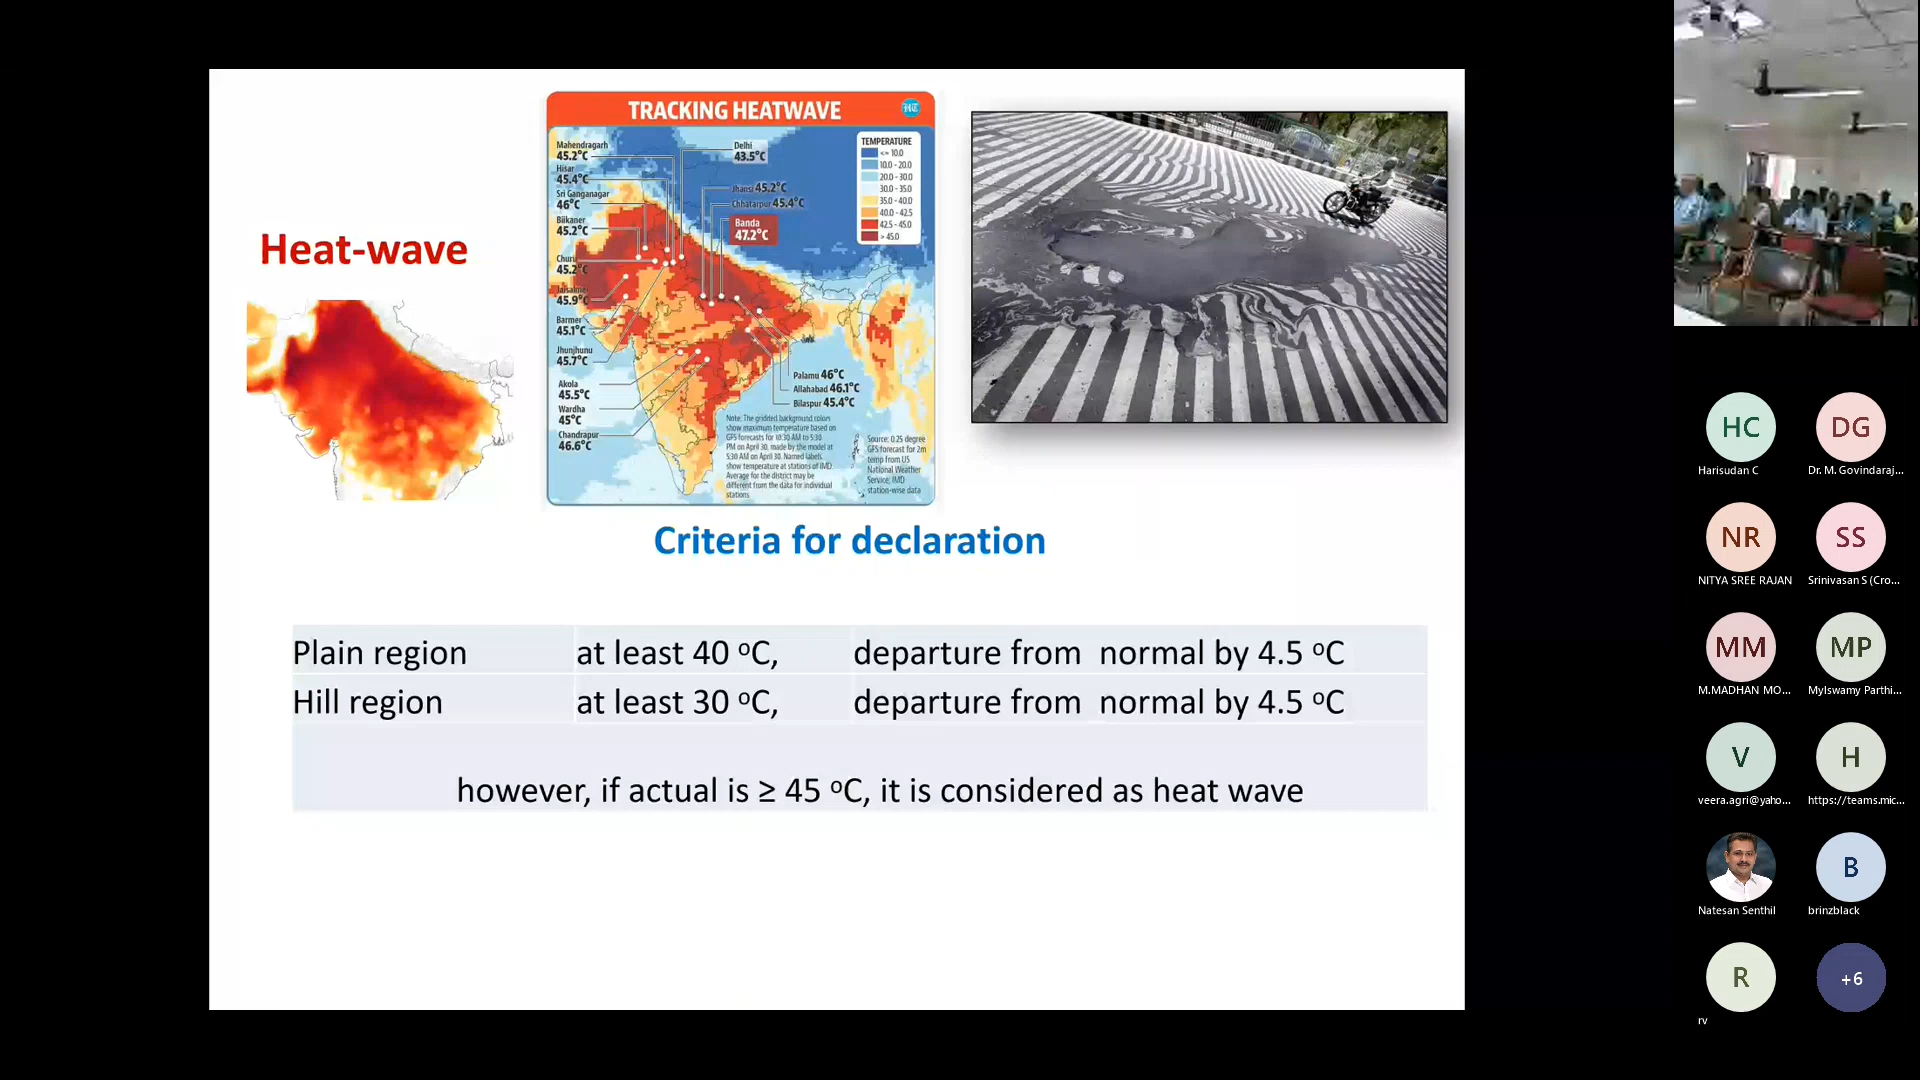 Heat-wave
TRACKING HEATWAVE
HT
Mahendragarh
45.2°C
Hisar
45.4°C
Sri Ganganagar
46°C
Biikaner
45.2°C
Churu
45.2°C
Jaisalmer
45.9°C
Barmer
45.1°C
Jhunjhunu
45.7°C
Akola
45.5°C
Wardha
45°C
Chandrapur
46.6°C
Delhi
43.5°C
Jhansi 45.2°C
Chhatarpur 45.4°C
Banda
47.2°C
TEMPERATURE
<= 10.0
10.0 - 20.0
20.0 - 30.0
30.0 - 35.0
35.0 - 40.0
40.0 - 42.5
42.5 - 45.0
> 45.0
Palamu 46°C
Allahabad 46.1°C
Bilaspur 45.4°C
Note: The gridded background colors
show maximum temperature based on
GFS forecasts for 10:30 AM to 5:30
PM on April 30, made by the model at
5:30 AM on April 30. Named labels
show temperature at stations of IMD.
Average for the district may be
different from the data for individual
stations
Source: 0.25 degree
GFS forecast for 2m
temp from US
National Weather
Service; IMD
station-wise data
Criteria for declaration
Plain region at least 40 °C, departure from normal by 4.5 °C
Hill region at least 30 °C, departure from normal by 4.5 °C
however, if actual is ≥ 45 °C, it is considered as heat wave
HC
Harisudan C
DG
Dr. M. Govindaraj...
NR
NITYA SREE RAJAN
SS
Srinivasan S (Cro...
MM
M.MADHAN MO...
MP
Mylswamy Parthi...
V
veera.agri@yaho...
H
https://teams.mic...
Natesan Senthil
B
brinzblack
R
rv
+6